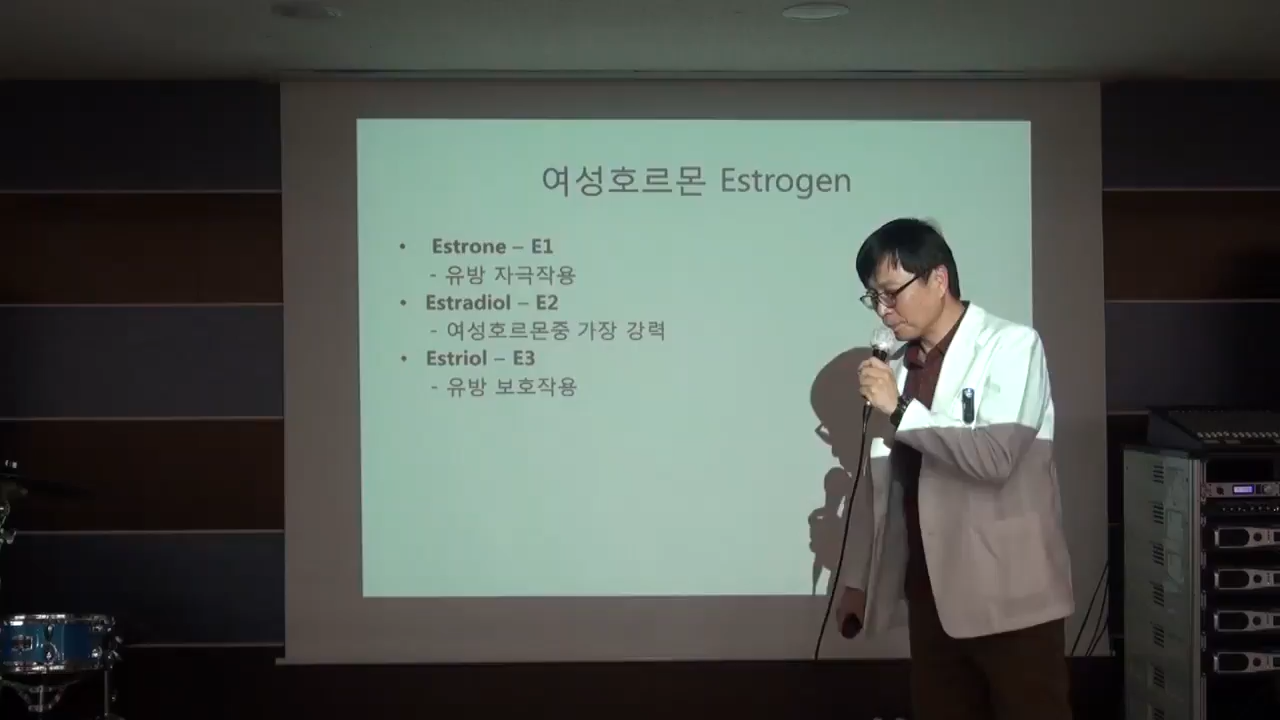 여성호르몬 Estrogen
• Estrone – E1
- 유방 자극작용
• Estradiol – E2
- 여성호르몬중 가장 강력
• Estriol – E3
- 유방 보호작용